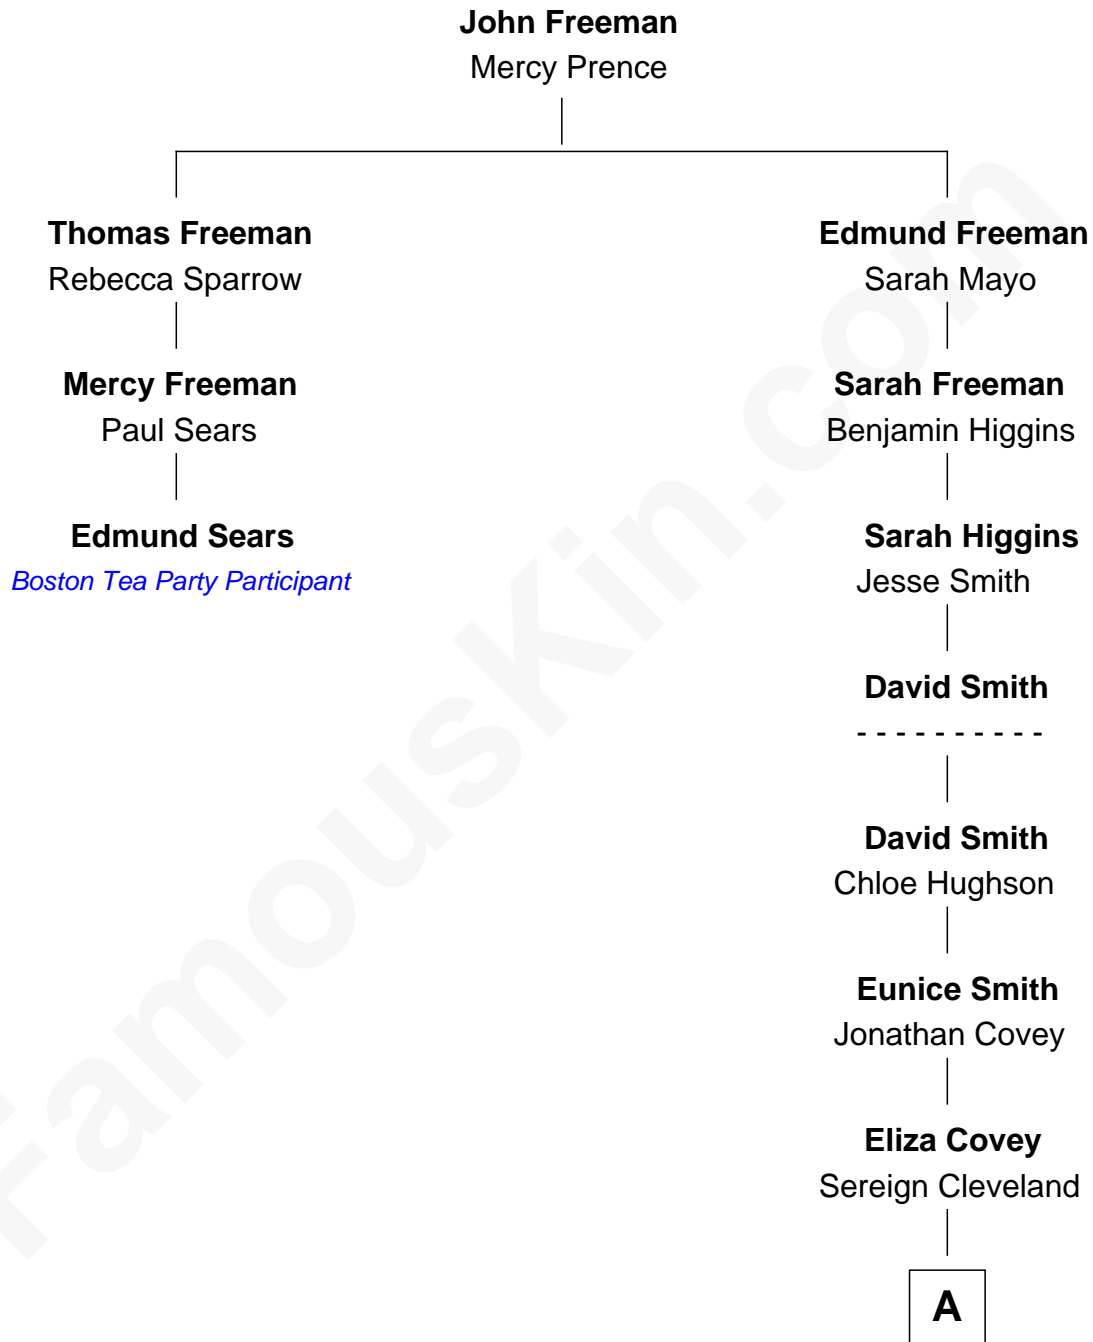 John Freeman
Mercy Prence
Thomas Freeman
Rebecca Sparrow
Mercy Freeman
Paul Sears
Edmund Sears
Boston Tea Party Participant
Edmund Freeman
Sarah Mayo
Sarah Freeman
Benjamin Higgins
Sarah Higgins
Jesse Smith
David Smith
- - - - - - - - - -
David Smith
Chloe Hughson
Eunice Smith
Jonathan Covey
Eliza Covey
Sereign Cleveland
A
FamousKin.com